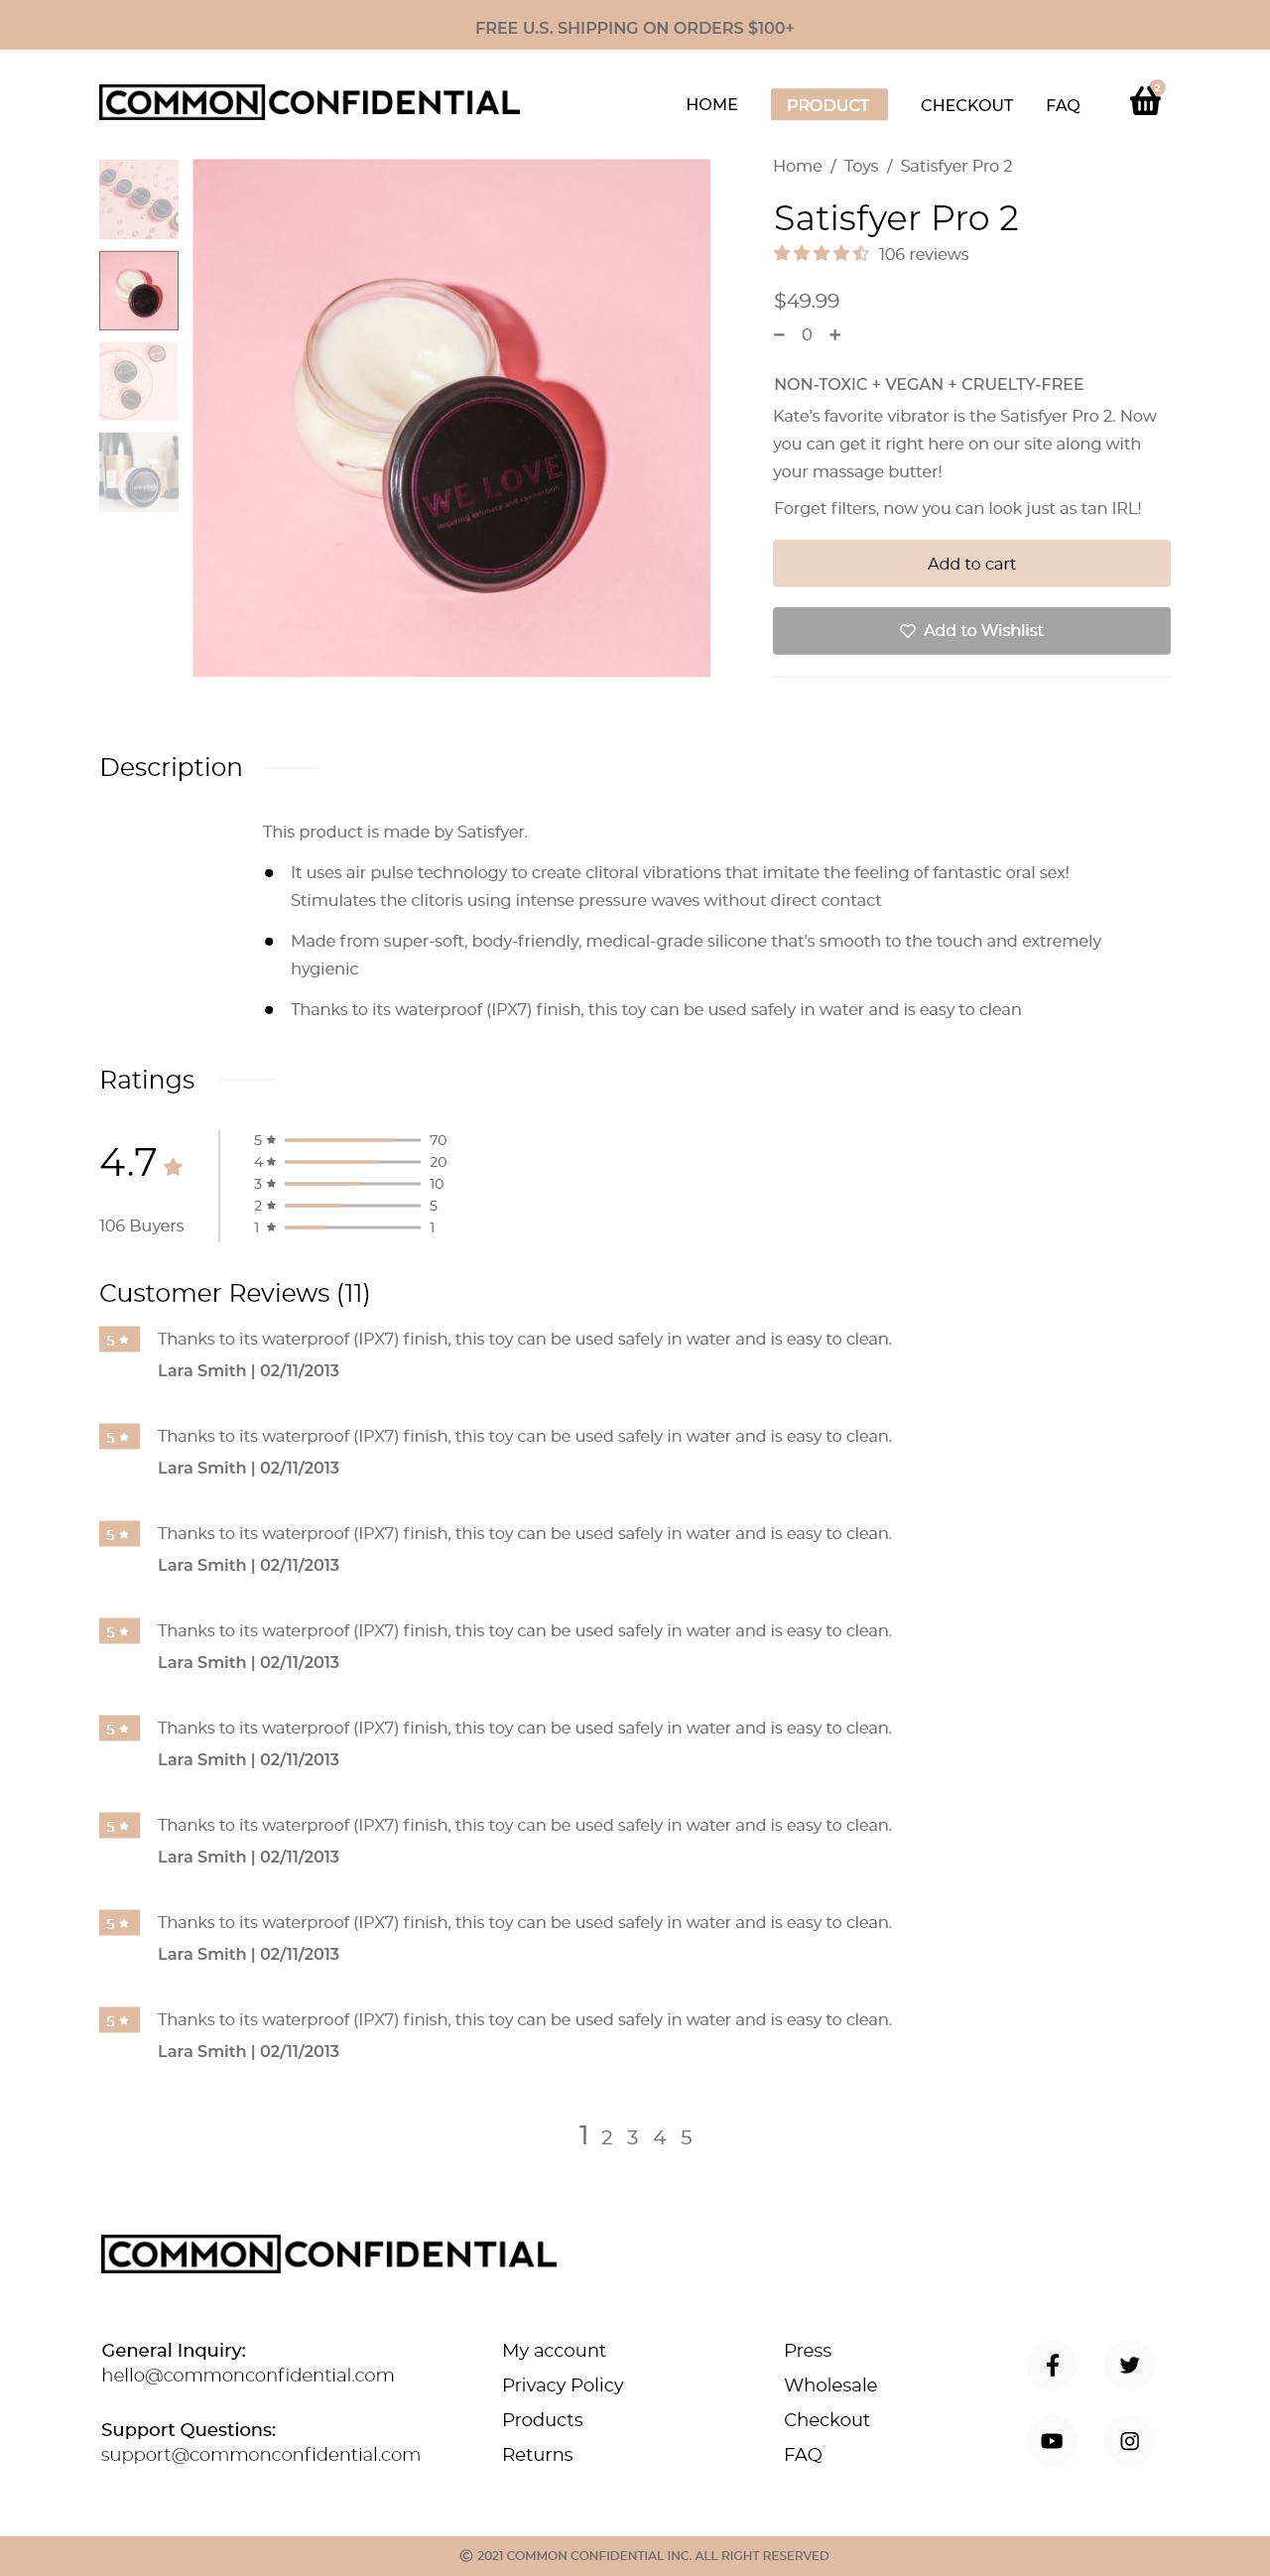 FREE U.S. SHIPPING ON ORDERS $100+
COMMON CONFIDENTIAL
HOME PRODUCT CHECKOUT FAQ 2
Home / Toys / Satisfyer Pro 2
Satisfyer Pro 2
106 reviews
$49.99
− 0 +
NON-TOXIC + VEGAN + CRUELTY-FREE
Kate’s favorite vibrator is the Satisfyer Pro 2. Now
you can get it right here on our site along with
your massage butter!
Forget filters, now you can look just as tan IRL!
Add to cart
Add to Wishlist
WE LOVE
inspiring intimacy and connection
Description
This product is made by Satisfyer.
It uses air pulse technology to create clitoral vibrations that imitate the feeling of fantastic oral sex!
Stimulates the clitoris using intense pressure waves without direct contact
Made from super-soft, body-friendly, medical-grade silicone that’s smooth to the touch and extremely
hygienic
Thanks to its waterproof (IPX7) finish, this toy can be used safely in water and is easy to clean
Ratings
4.7
106 Buyers
5 70
4 20
3 10
2 5
1 1
Customer Reviews (11)
5 Thanks to its waterproof (IPX7) finish, this toy can be used safely in water and is easy to clean.
Lara Smith | 02/11/2013
5 Thanks to its waterproof (IPX7) finish, this toy can be used safely in water and is easy to clean.
Lara Smith | 02/11/2013
5 Thanks to its waterproof (IPX7) finish, this toy can be used safely in water and is easy to clean.
Lara Smith | 02/11/2013
5 Thanks to its waterproof (IPX7) finish, this toy can be used safely in water and is easy to clean.
Lara Smith | 02/11/2013
5 Thanks to its waterproof (IPX7) finish, this toy can be used safely in water and is easy to clean.
Lara Smith | 02/11/2013
5 Thanks to its waterproof (IPX7) finish, this toy can be used safely in water and is easy to clean.
Lara Smith | 02/11/2013
5 Thanks to its waterproof (IPX7) finish, this toy can be used safely in water and is easy to clean.
Lara Smith | 02/11/2013
5 Thanks to its waterproof (IPX7) finish, this toy can be used safely in water and is easy to clean.
Lara Smith | 02/11/2013
1 2 3 4 5
COMMON CONFIDENTIAL
General Inquiry:
hello@commonconfidential.com
Support Questions:
support@commonconfidential.com
My account
Privacy Policy
Products
Returns
Press
Wholesale
Checkout
FAQ
© 2021 COMMON CONFIDENTIAL INC. ALL RIGHT RESERVED